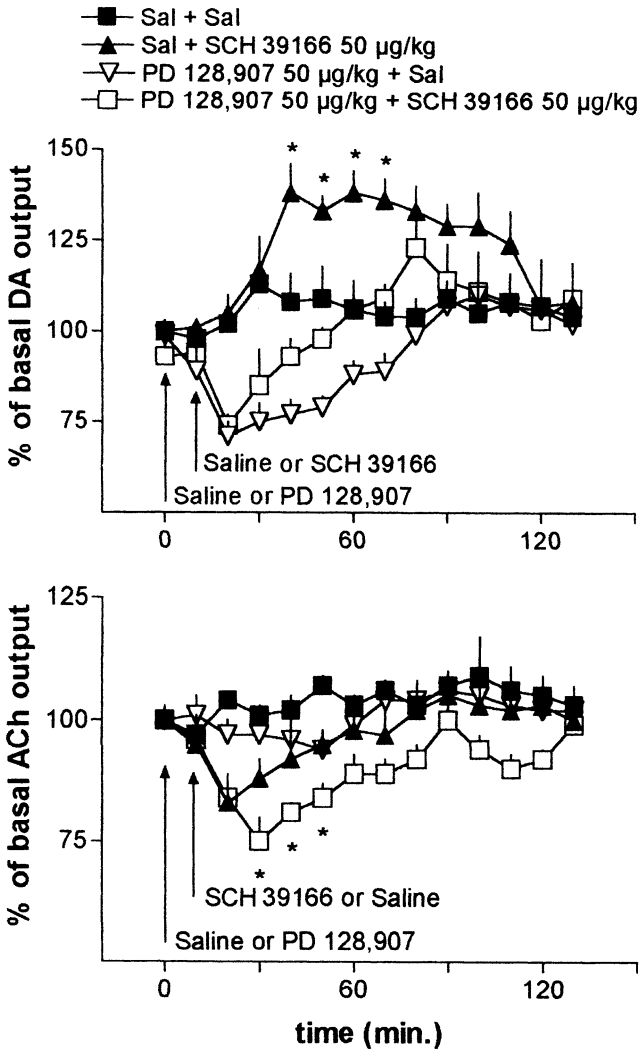 Sal + Sal
Sal + SCH 39166 50 µg/kg
PD 128,907 50 µg/kg + Sal
PD 128,907 50 µg/kg + SCH 39166 50 µg/kg
150
125
100
75
% of basal DA output
* * * *
Saline or SCH 39166
Saline or PD 128,907
0 60 120
125
100
75
% of basal ACh output
* * *
SCH 39166 or Saline
Saline or PD 128,907
0 60 120
time (min.)